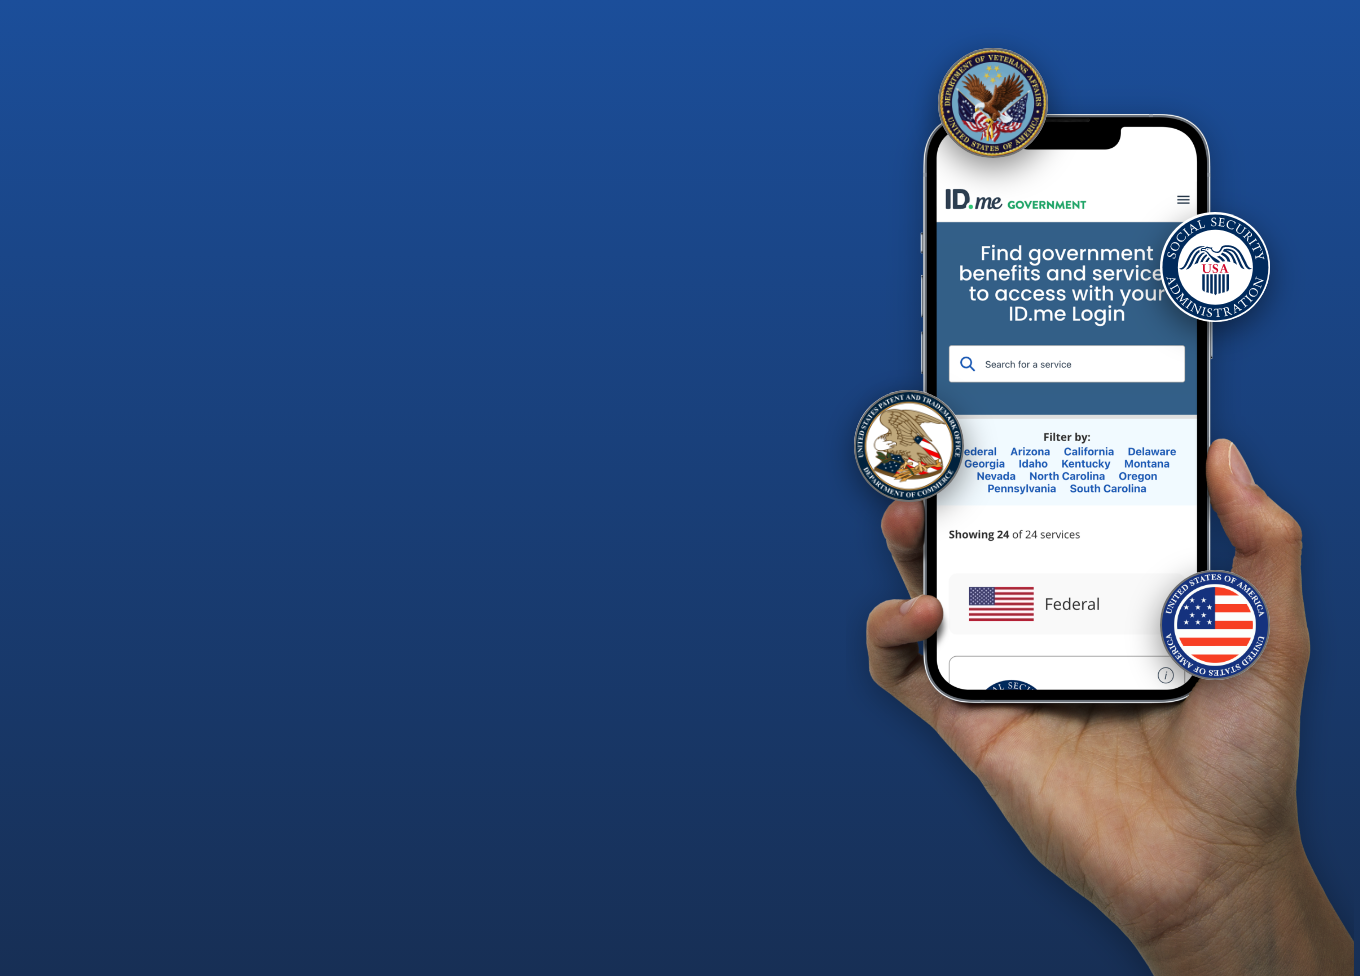 DEPARTMENT OF VETERANS AFFAIRS
UNITED STATES OF AMERICA
ID.me GOVERNMENT
SOCIAL SECURITY
USA
ADMINISTRATION
Find government
benefits and service
to access with your
ID.me Login
Search for a service
UNITED STATES PATENT AND TRADEMARK OFFICE
DEPARTMENT OF COMMERCE
Filter by:
ederal Arizona California Delaware
Georgia Idaho Kentucky Montana
Nevada North Carolina Oregon
Pennsylvania South Carolina
Showing 24 of 24 services
Federal
UNITED STATES OF AMERICA
UNITED STATES OF AMERICA
i
AL SECU